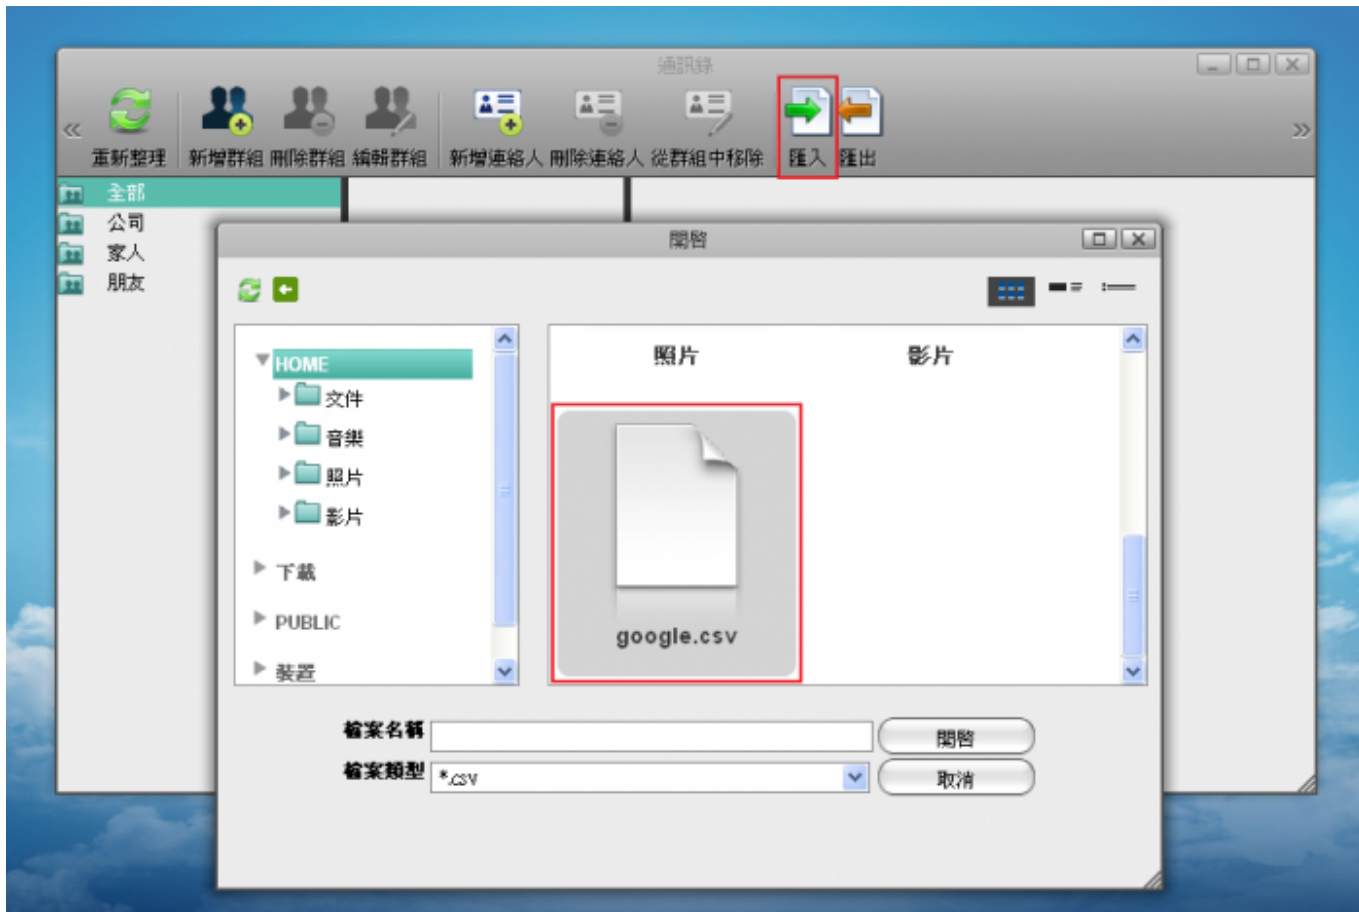 通訊錄
重新整理 新增群組 刪除群組 編輯群組 新增連絡人 刪除連絡人 從群組中移除 匯入 匯出
全部
公司
家人
朋友
開啓
HOME
文件
音樂
照片
影片
下載
PUBLIC
裝置
照片 影片
google.csv
檔案名稱
開啓
檔案類型 *.csv
取消